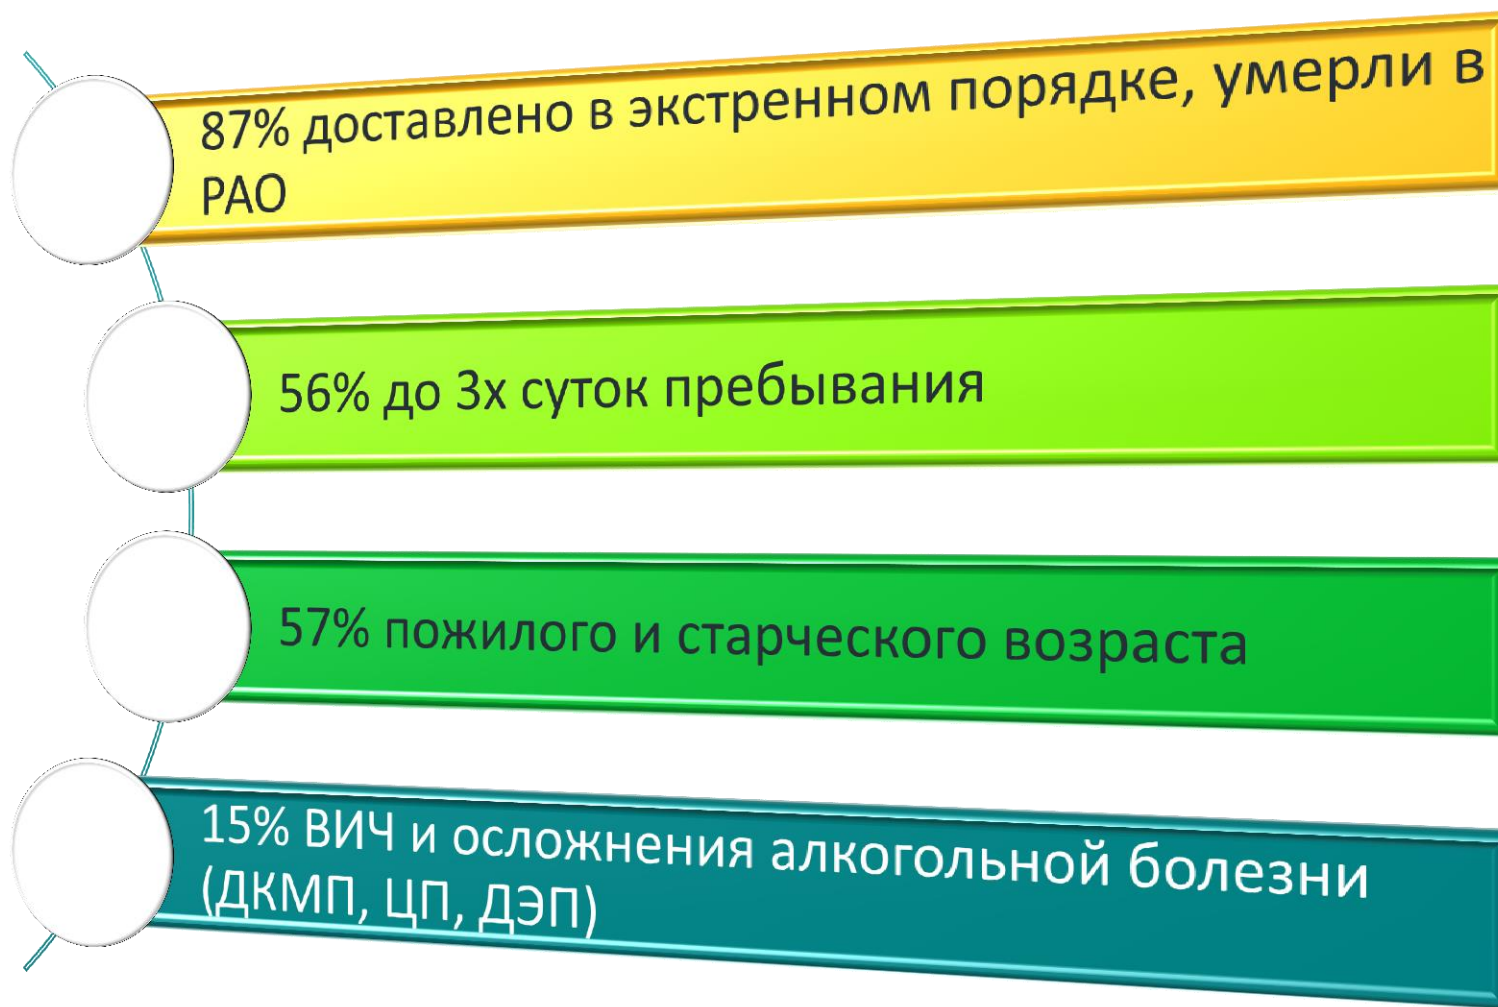 87% доставлено в экстренном порядке, умерли в
РАО
56% до 3х суток пребывания
57% пожилого и старческого возраста
15% ВИЧ и осложнения алкогольной болезни
(ДКМП, ЦП, ДЭП)